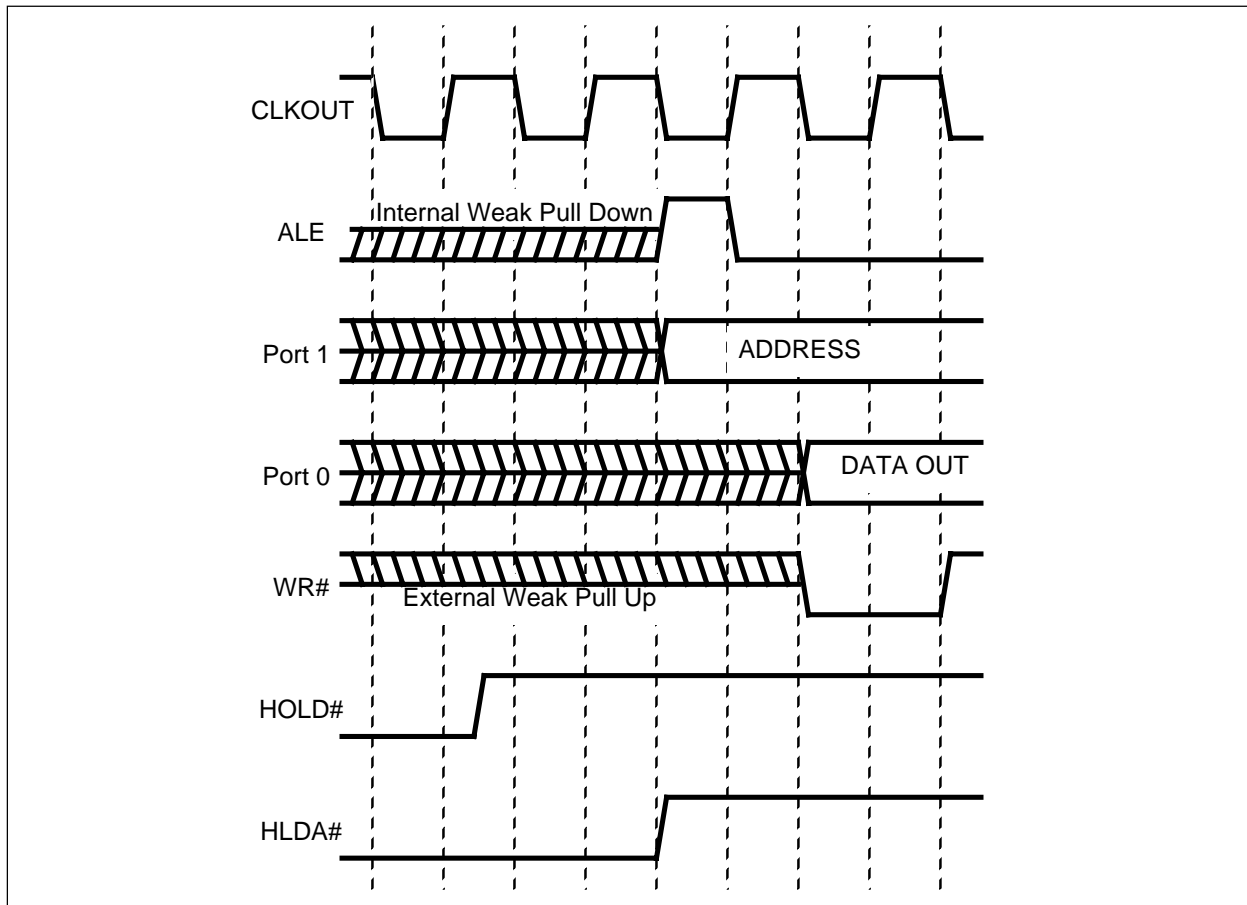 CLKOUT
Internal Weak Pull Down
ALE
Port 1
ADDRESS
Port 0
DATA OUT
WR#
External Weak Pull Up
HOLD#
HLDA#